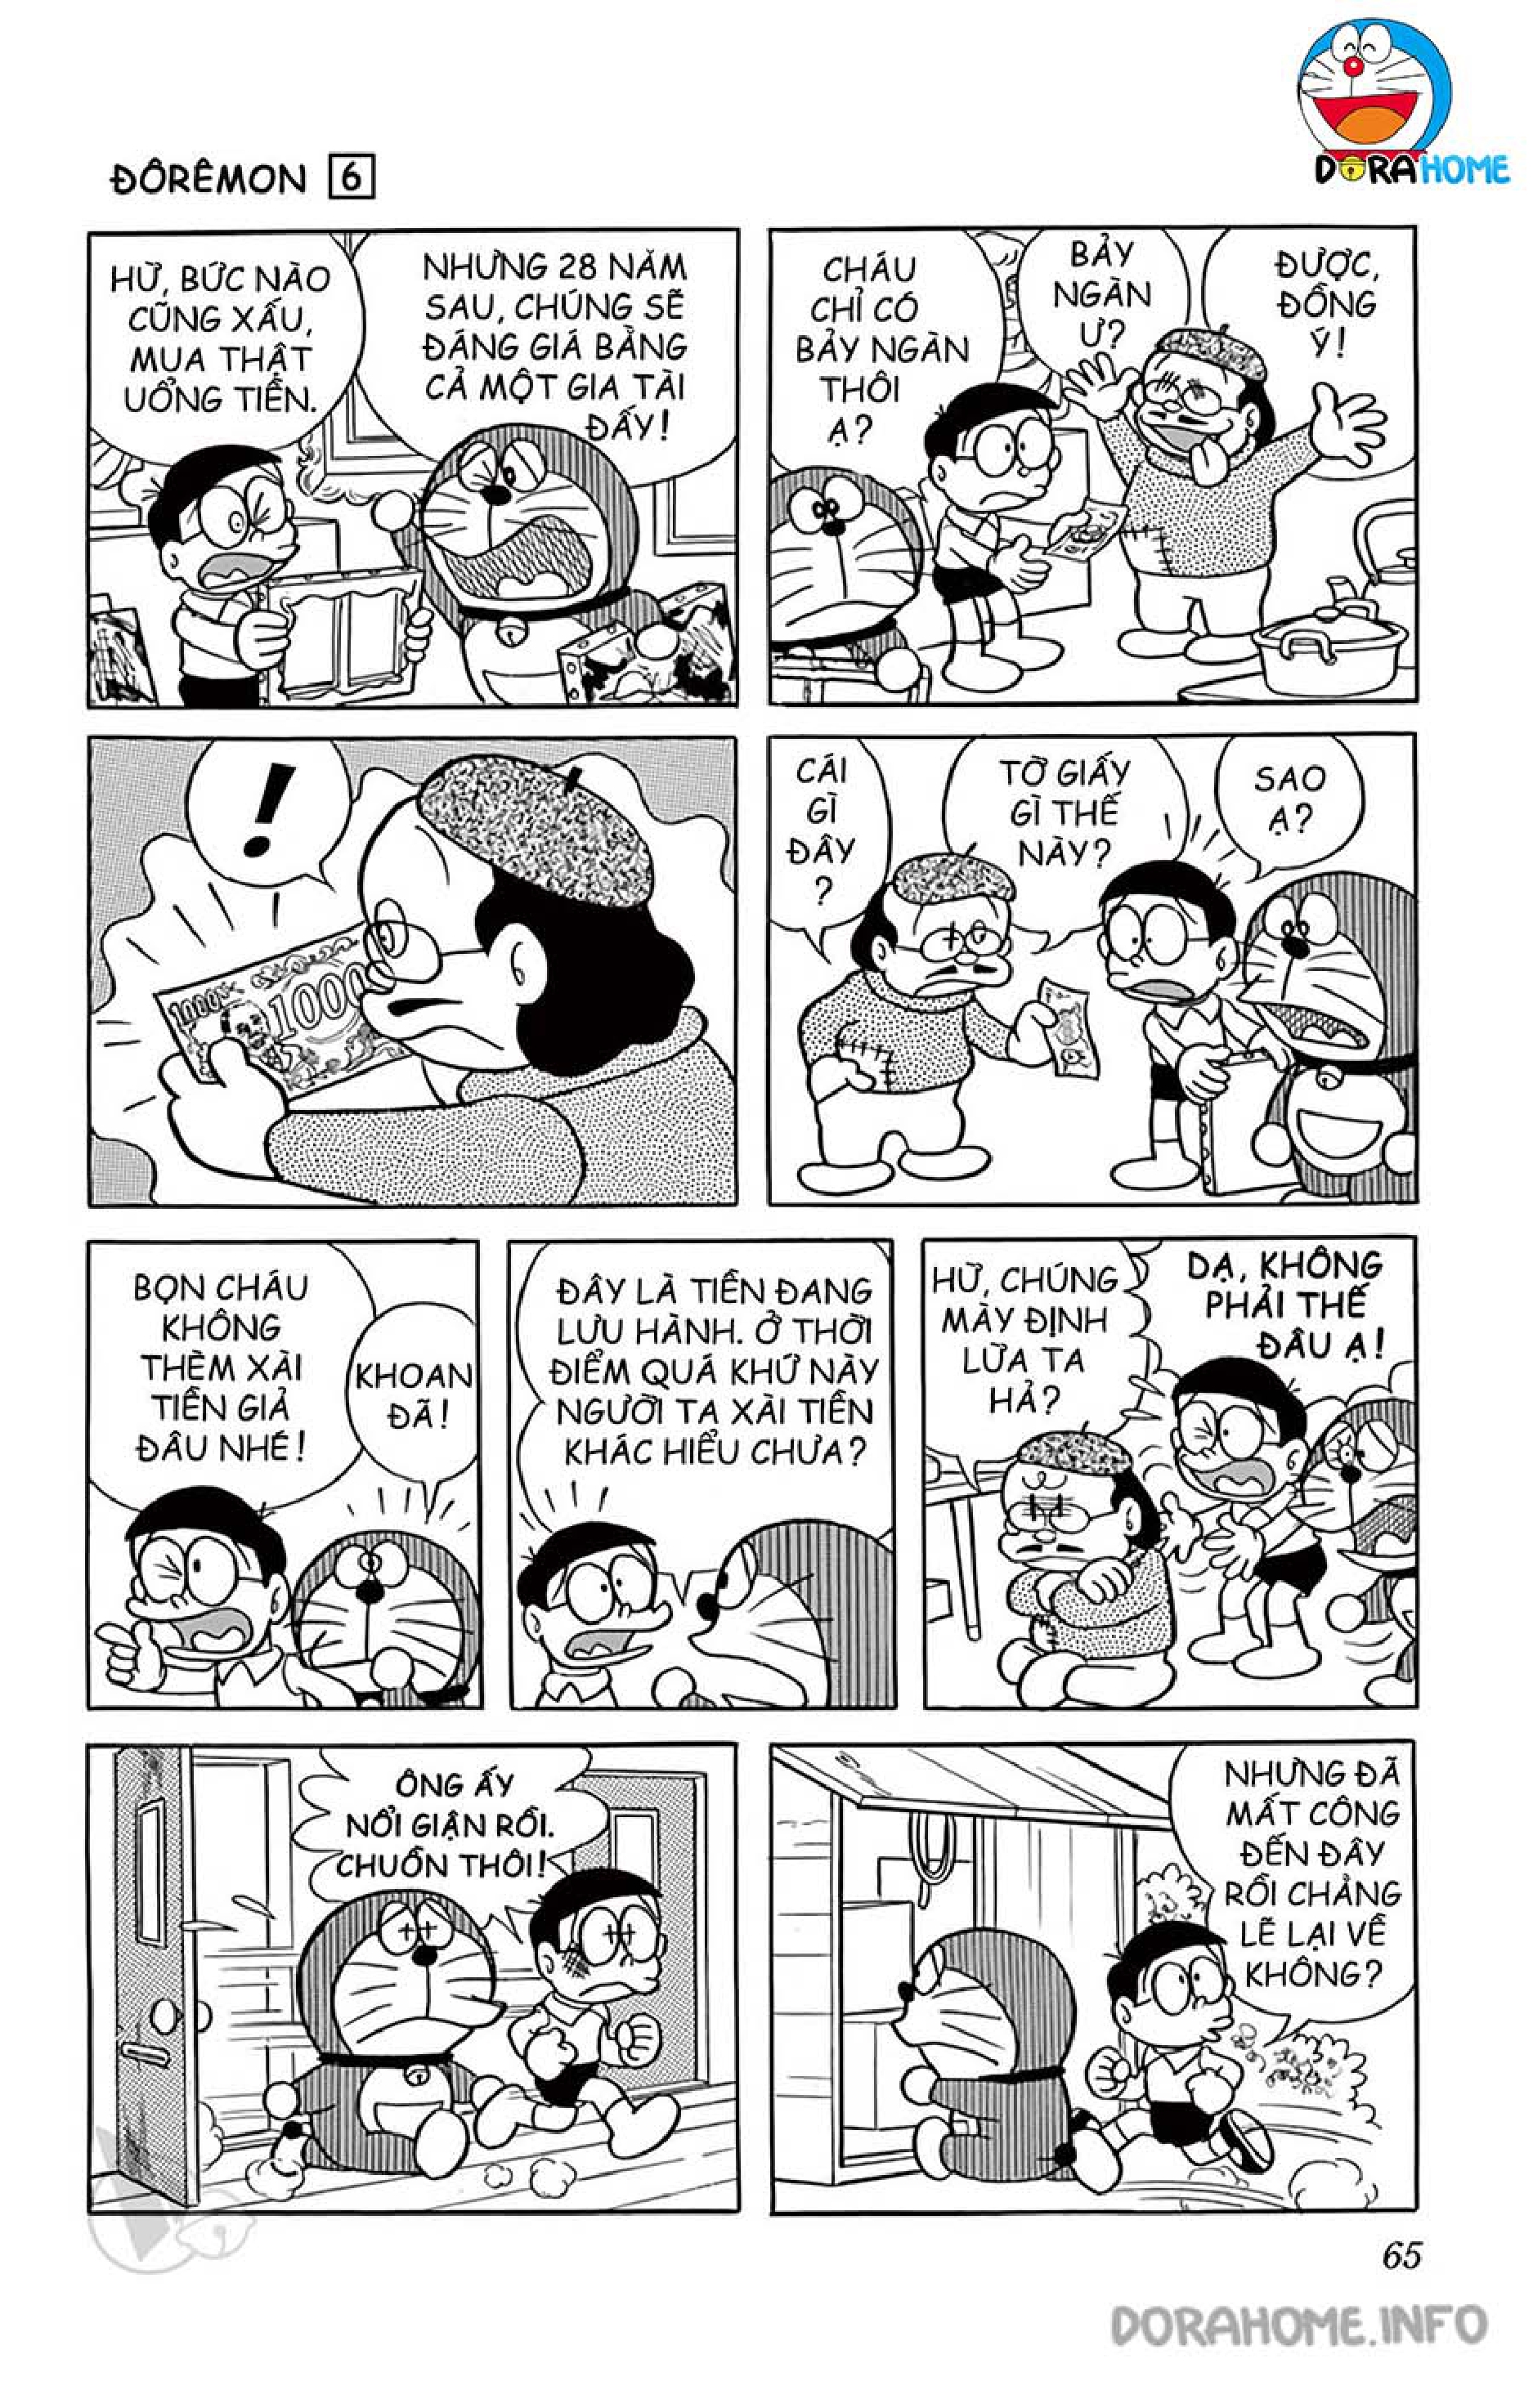 DORAHOME
ĐÔRÊMON 6
HỪ, BỨC NÀO
CŨNG XẤU,
MUA THẬT
UỔNG TIỀN.
NHƯNG 28 NĂM
SAU, CHÚNG SẼ
ĐÁNG GIÁ BẰNG
CẢ MỘT GIA TÀI
ĐẤY!
CHÁU
CHỈ CÓ
BẢY NGÀN
THÔI
Ạ?
BẢY
NGÀN
Ư?
ĐƯỢC,
ĐỒNG
Ý!
!
1000
1000
CÁI
GÌ
ĐÂY
?
TỜ GIẤY
GÌ THẾ
NÀY?
SAO
Ạ?
BỌN CHÁU
KHÔNG
THÈM XÀI
TIỀN GIẢ
ĐÂU NHÉ!
KHOAN
ĐÃ!
ĐÂY LÀ TIỀN ĐANG
LƯU HÀNH. Ở THỜI
ĐIỂM QUÁ KHỨ NÀY
NGƯỜI TA XÀI TIỀN
KHÁC HIỂU CHƯA?
HỪ, CHÚNG
MÀY ĐỊNH
LỪA TA
HẢ?
DẠ, KHÔNG
PHẢI THẾ
ĐÂU Ạ!
ÔNG ẤY
NỔI GIẬN RỒI.
CHUỒN THÔI!
NHƯNG ĐÃ
MẤT CÔNG
ĐẾN ĐÂY
RỒI CHẢNG
LẼ LẠI VỀ
KHÔNG?
65
DORAHOME.INFO